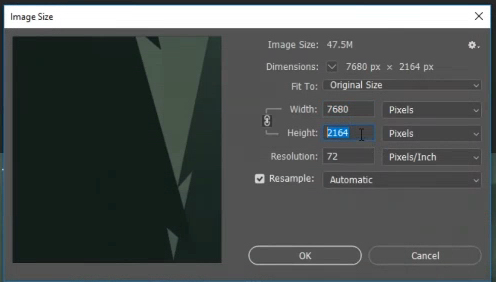 Image Size
Image Size: 47.5M
Dimensions: 7680 px × 2164 px
Fit To: Original Size
Width: 7680 Pixels
Height: 2164 Pixels
Resolution: 72 Pixels/Inch
Resample: Automatic
OK Cancel